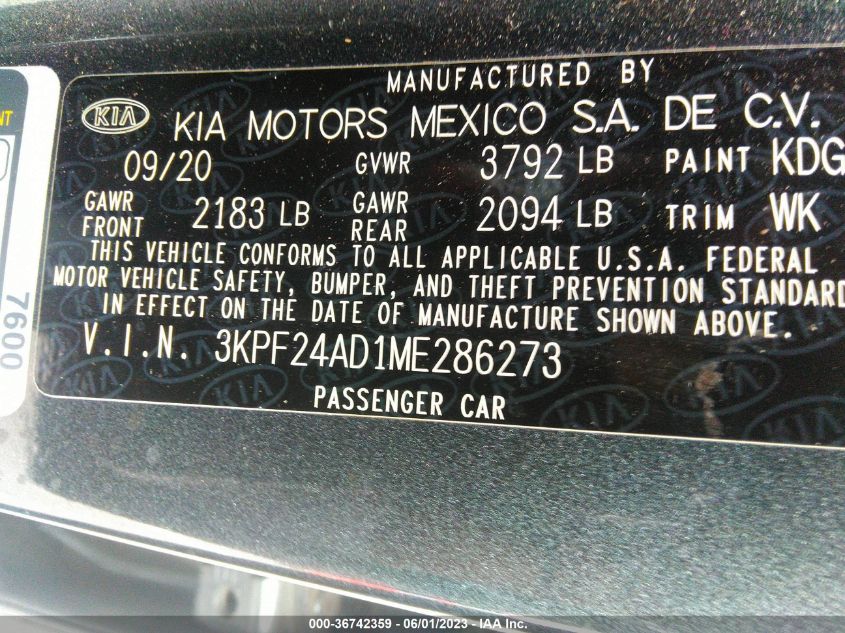 MANUFACTURED BY
KIA KIA MOTORS MEXICO S.A. DE C.V.
09/20 GVWR 3792 LB PAINT KDG
GAWR FRONT 2183 LB GAWR REAR 2094 LB TRIM WK
THIS VEHICLE CONFORMS TO ALL APPLICABLE U.S.A. FEDERAL
MOTOR VEHICLE SAFETY, BUMPER, AND THEFT PREVENTION STANDARD
IN EFFECT ON THE DATE OF MANUFACTURE SHOWN ABOVE.
V.I.N. 3KPF24AD1ME286273
PASSENGER CAR
7600
000-36742359 - 06/01/2023 - IAA Inc.